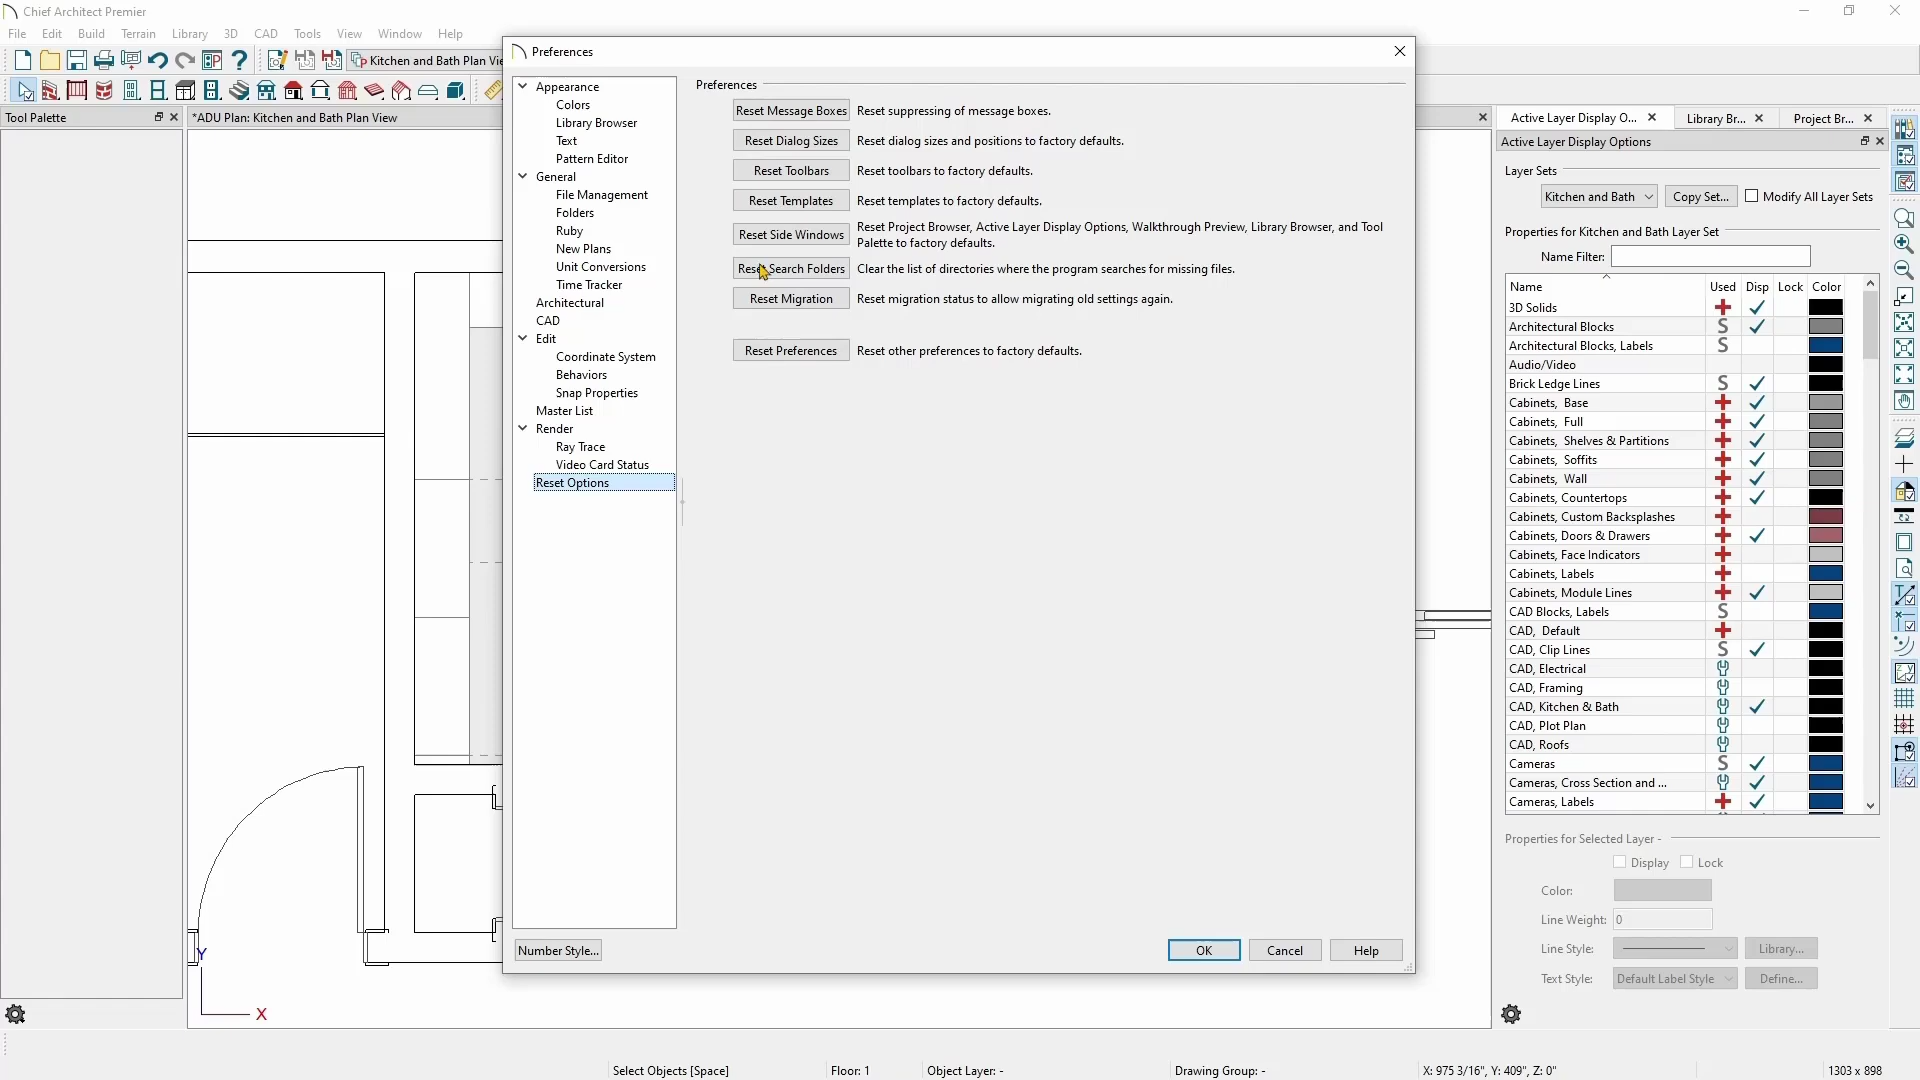 Chief Architect Premier
File Edit Build Terrain Library 3D CAD Tools View Window Help
Kitchen and Bath Plan Vie
Tool Palette
*ADU Plan: Kitchen and Bath Plan View
Y
X
Preferences
Appearance
Colors
Library Browser
Text
Pattern Editor
General
File Management
Folders
Ruby
New Plans
Unit Conversions
Time Tracker
Architectural
CAD
Edit
Coordinate System
Behaviors
Snap Properties
Master List
Render
Ray Trace
Video Card Status
Reset Options
Preferences
Reset Message Boxes Reset suppressing of message boxes.
Reset Dialog Sizes Reset dialog sizes and positions to factory defaults.
Reset Toolbars Reset toolbars to factory defaults.
Reset Templates Reset templates to factory defaults.
Reset Side Windows Reset Project Browser, Active Layer Display Options, Walkthrough Preview, Library Browser, and Tool
Palette to factory defaults.
Reset Search Folders Clear the list of directories where the program searches for missing files.
Reset Migration Reset migration status to allow migrating old settings again.
Reset Preferences Reset other preferences to factory defaults.
Number Style... OK Cancel Help
Active Layer Display O... Library Br... Project Br...
Active Layer Display Options
Layer Sets
Kitchen and Bath Copy Set... Modify All Layer Sets
Properties for Kitchen and Bath Layer Set
Name Filter:
Name Used Disp Lock Color
3D Solids
Architectural Blocks S
Architectural Blocks, Labels S
Audio/Video
Brick Ledge Lines S
Cabinets, Base
Cabinets, Full
Cabinets, Shelves & Partitions
Cabinets, Soffits
Cabinets, Wall
Cabinets, Countertops
Cabinets, Custom Backsplashes
Cabinets, Doors & Drawers
Cabinets, Face Indicators
Cabinets, Labels
Cabinets, Module Lines
CAD Blocks, Labels S
CAD, Default
CAD, Clip Lines S
CAD, Electrical
CAD, Framing
CAD, Kitchen & Bath
CAD, Plot Plan
CAD, Roofs
Cameras S
Cameras, Cross Section and ...
Cameras, Labels
Properties for Selected Layer -
Display Lock
Color:
Line Weight: 0
Line Style: Library...
Text Style: Default Label Style Define...
Select Objects [Space] Floor: 1 Object Layer: - Drawing Group: - X: 975 3/16", Y: 409", Z: 0" 1303 x 898